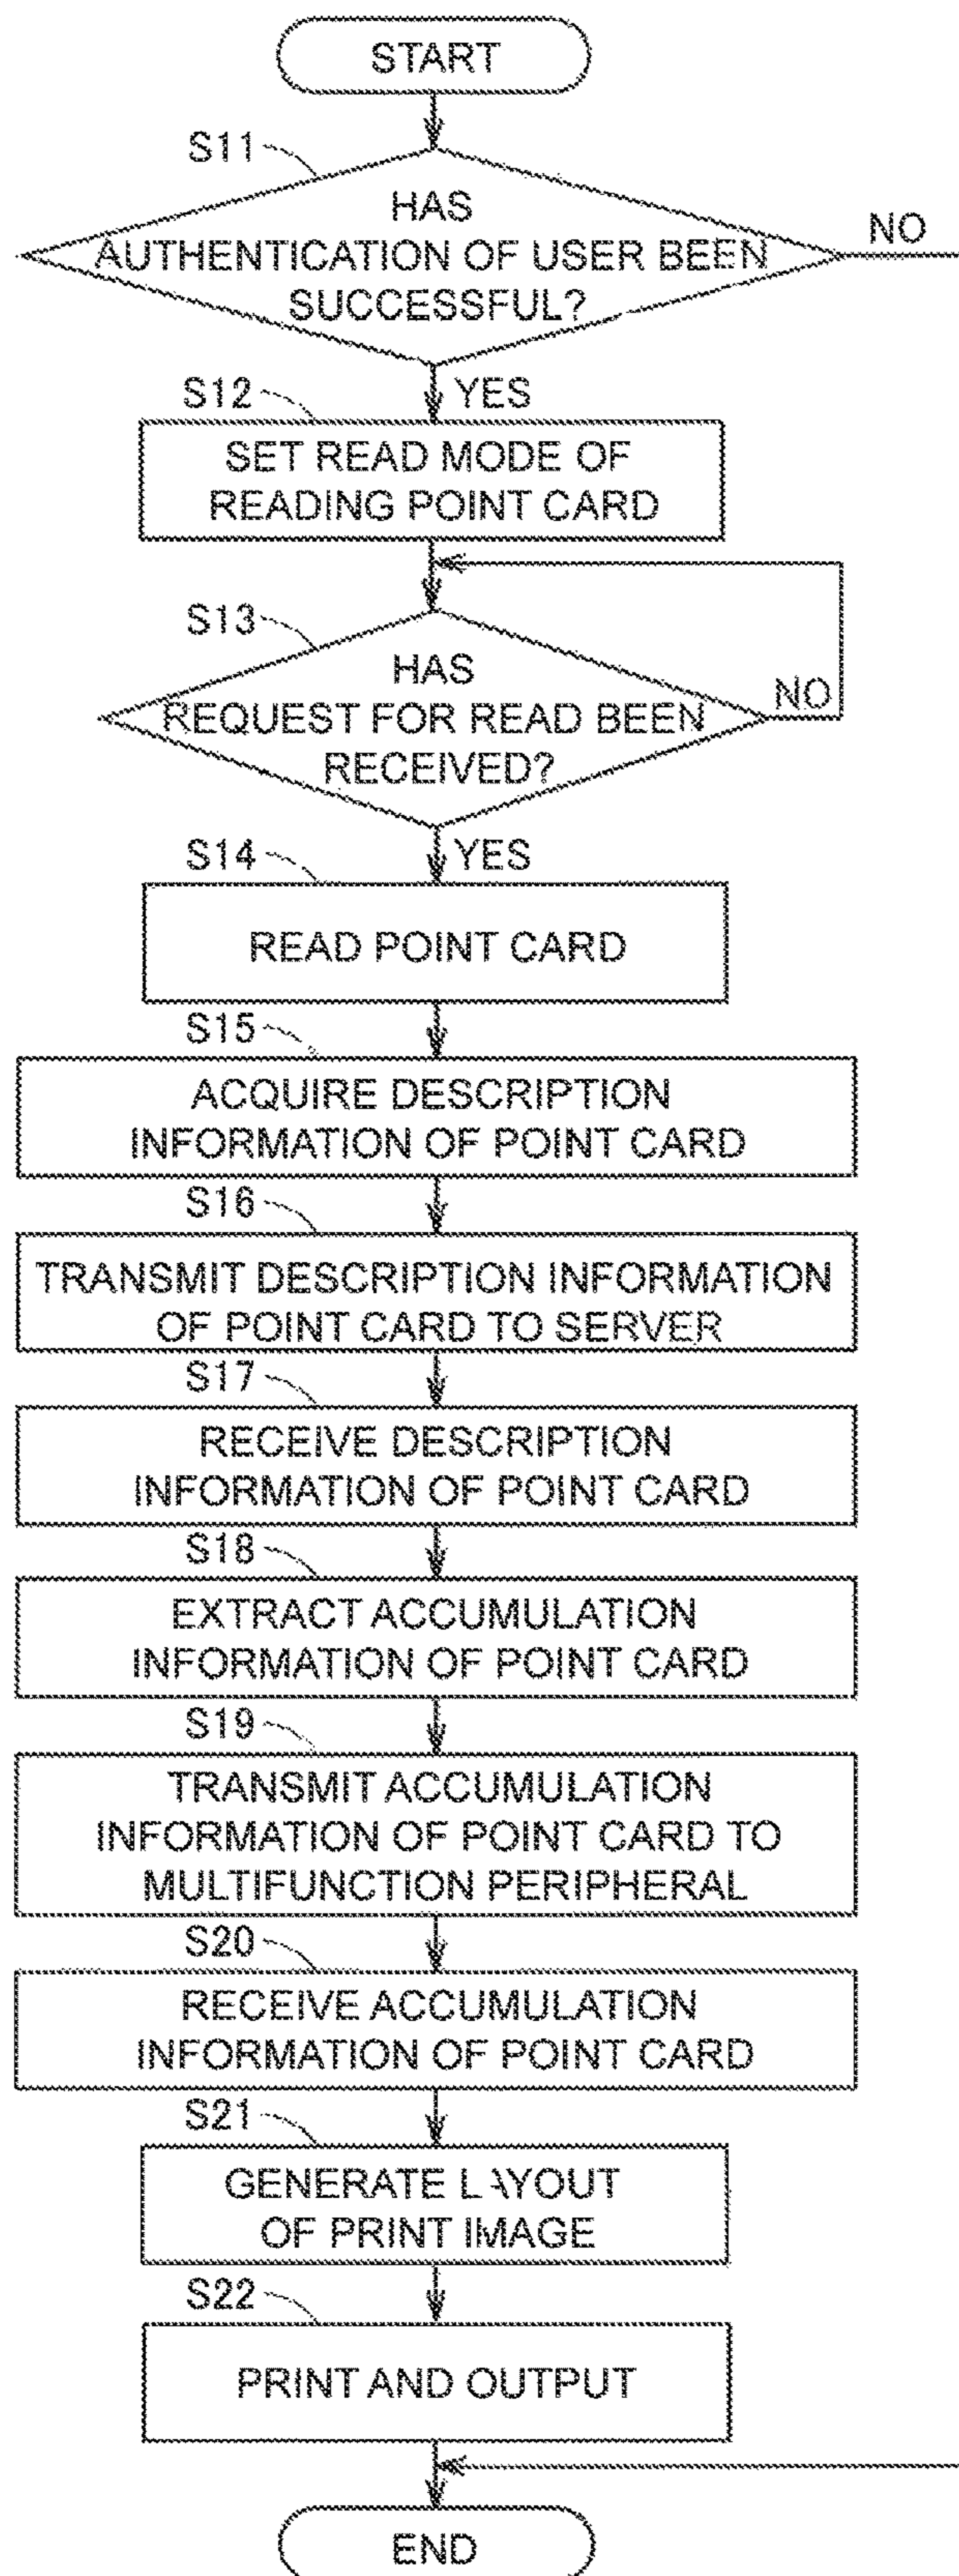 START
S11
HAS
AUTHENTICATION OF USER BEEN
SUCCESSFUL?
NO
YES
S12
SET READ MODE OF
READING POINT CARD
S13
HAS
REQUEST FOR READ BEEN
RECEIVED?
NO
YES
S14
READ POINT CARD
S15
ACQUIRE DESCRIPTION
INFORMATION OF POINT CARD
S16
TRANSMIT DESCRIPTION INFORMATION
OF POINT CARD TO SERVER
S17
RECEIVE DESCRIPTION
INFORMATION OF POINT CARD
S18
EXTRACT ACCUMULATION
INFORMATION OF POINT CARD
S19
TRANSMIT ACCUMULATION
INFORMATION OF POINT CARD TO
MULTIFUNCTION PERIPHERAL
S20
RECEIVE ACCUMULATION
INFORMATION OF POINT CARD
S21
GENERATE LAYOUT
OF PRINT IMAGE
S22
PRINT AND OUTPUT
END